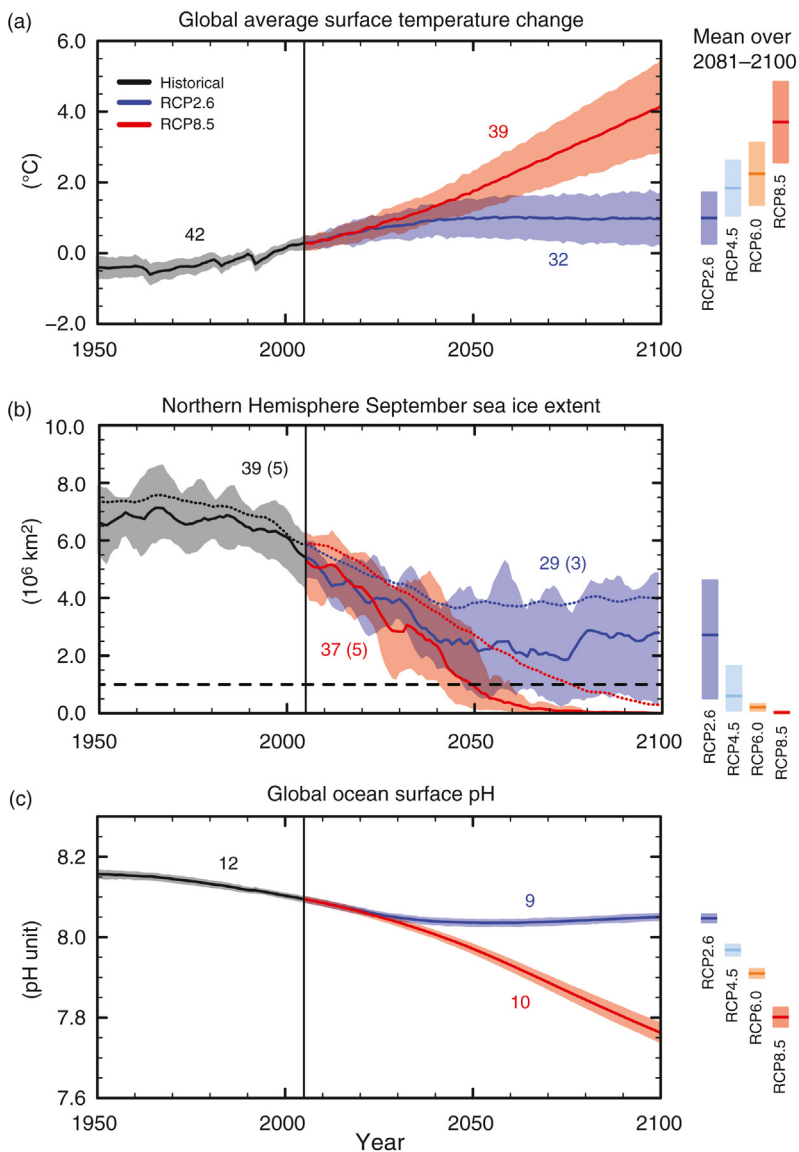 (a)
Global average surface temperature change
6.0
4.0
2.0
0.0
−2.0
(°C)
Historical
RCP2.6
RCP8.5
42
39
32
1950
2000
2050
2100
Mean over
2081–2100
RCP2.6
RCP4.5
RCP6.0
RCP8.5
(b)
Northern Hemisphere September sea ice extent
10.0
8.0
6.0
4.0
2.0
0.0
(10⁶ km²)
39 (5)
29 (3)
37 (5)
1950
2000
2050
2100
RCP2.6
RCP4.5
RCP6.0
RCP8.5
(c)
Global ocean surface pH
8.2
8.0
7.8
7.6
(pH unit)
12
9
10
1950
2000
2050
2100
Year
RCP2.6
RCP4.5
RCP6.0
RCP8.5